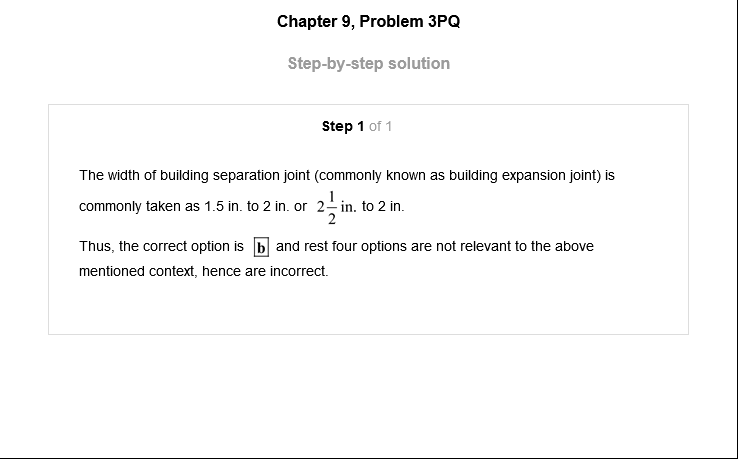 Chapter 9, Problem 3PQ
Step-by-step solution
Step 1 of 1
The width of building separation joint (commonly known as building expansion joint) is
commonly taken as 1.5 in. to 2 in. or 2 1/2 in. to 2 in.
Thus, the correct option is b and rest four options are not relevant to the above
mentioned context, hence are incorrect.